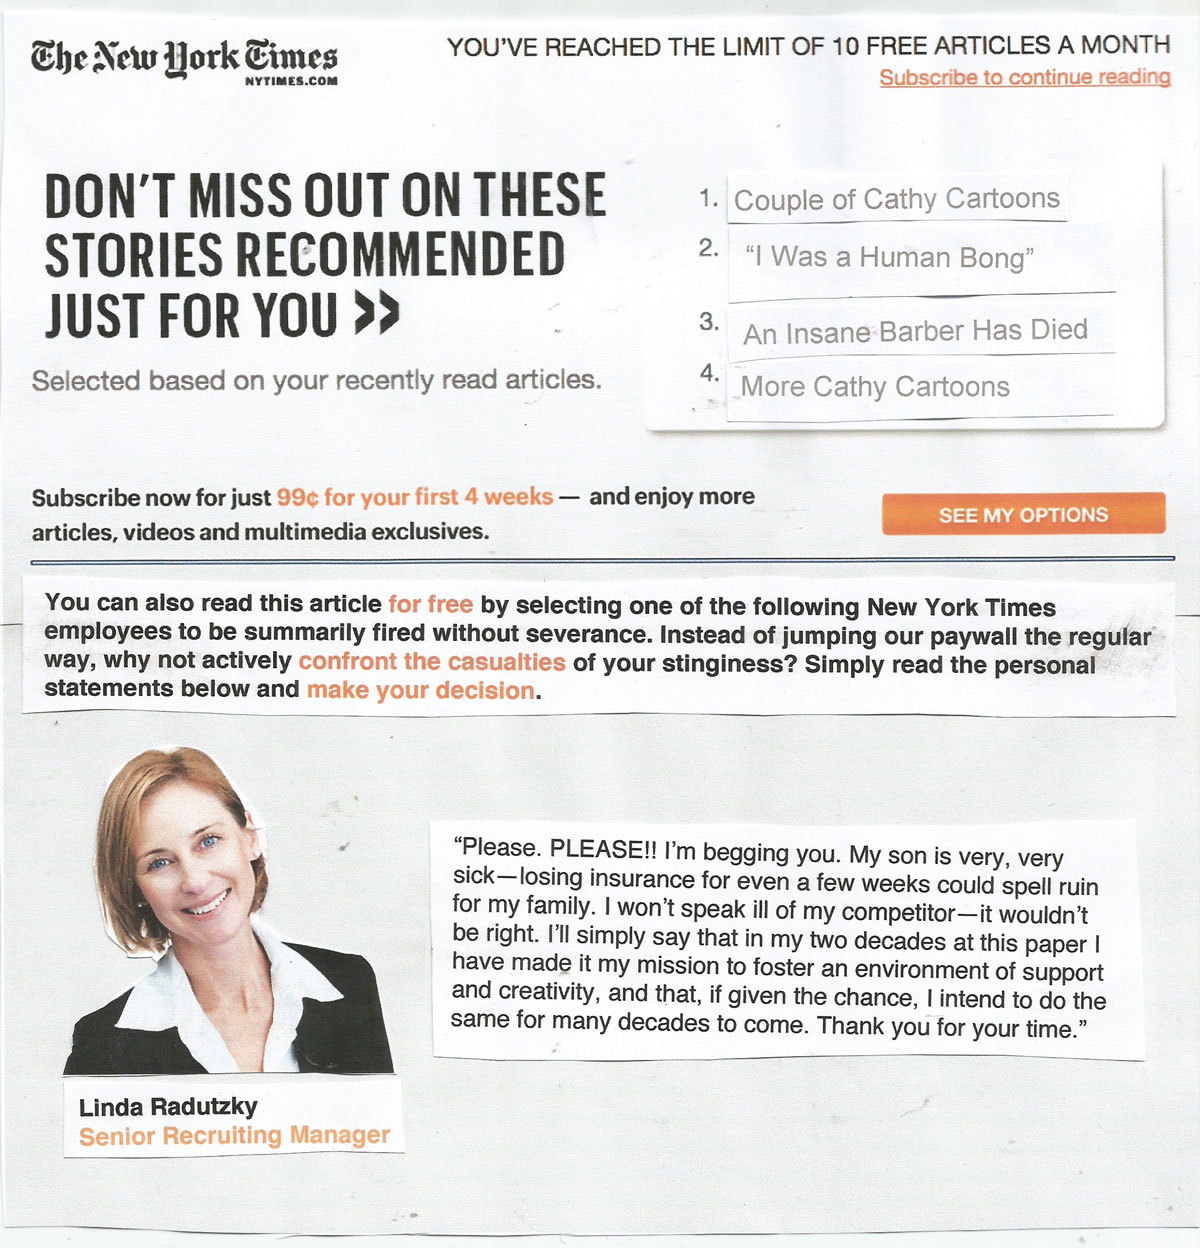 The New York Times
NYTIMES.COM
YOU'VE REACHED THE LIMIT OF 10 FREE ARTICLES A MONTH
Subscribe to continue reading
DON'T MISS OUT ON THESE
STORIES RECOMMENDED
JUST FOR YOU >>
Selected based on your recently read articles.
1. Couple of Cathy Cartoons
2. “I Was a Human Bong”
3. An Insane Barber Has Died
4. More Cathy Cartoons
Subscribe now for just 99¢ for your first 4 weeks — and enjoy more
articles, videos and multimedia exclusives.
SEE MY OPTIONS
You can also read this article for free by selecting one of the following New York Times
employees to be summarily fired without severance. Instead of jumping our paywall the regular
way, why not actively confront the casualties of your stinginess? Simply read the personal
statements below and make your decision.
“Please. PLEASE!! I'm begging you. My son is very, very
sick—losing insurance for even a few weeks could spell ruin
for my family. I won't speak ill of my competitor—it wouldn't
be right. I'll simply say that in my two decades at this paper I
have made it my mission to foster an environment of support
and creativity, and that, if given the chance, I intend to do the
same for many decades to come. Thank you for your time.”
Linda Radutzky
Senior Recruiting Manager